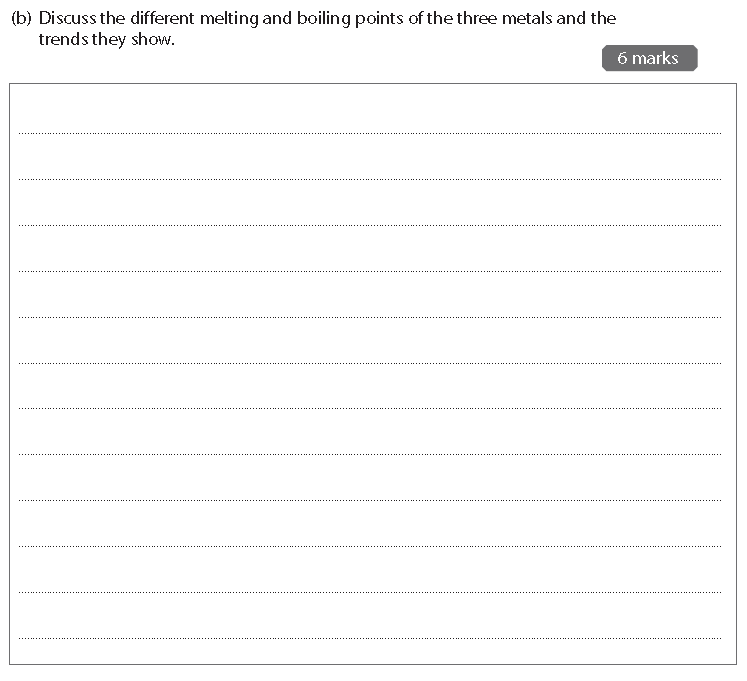 (b) Discuss the different melting and boiling points of the three metals and the
trends they show.
6 marks